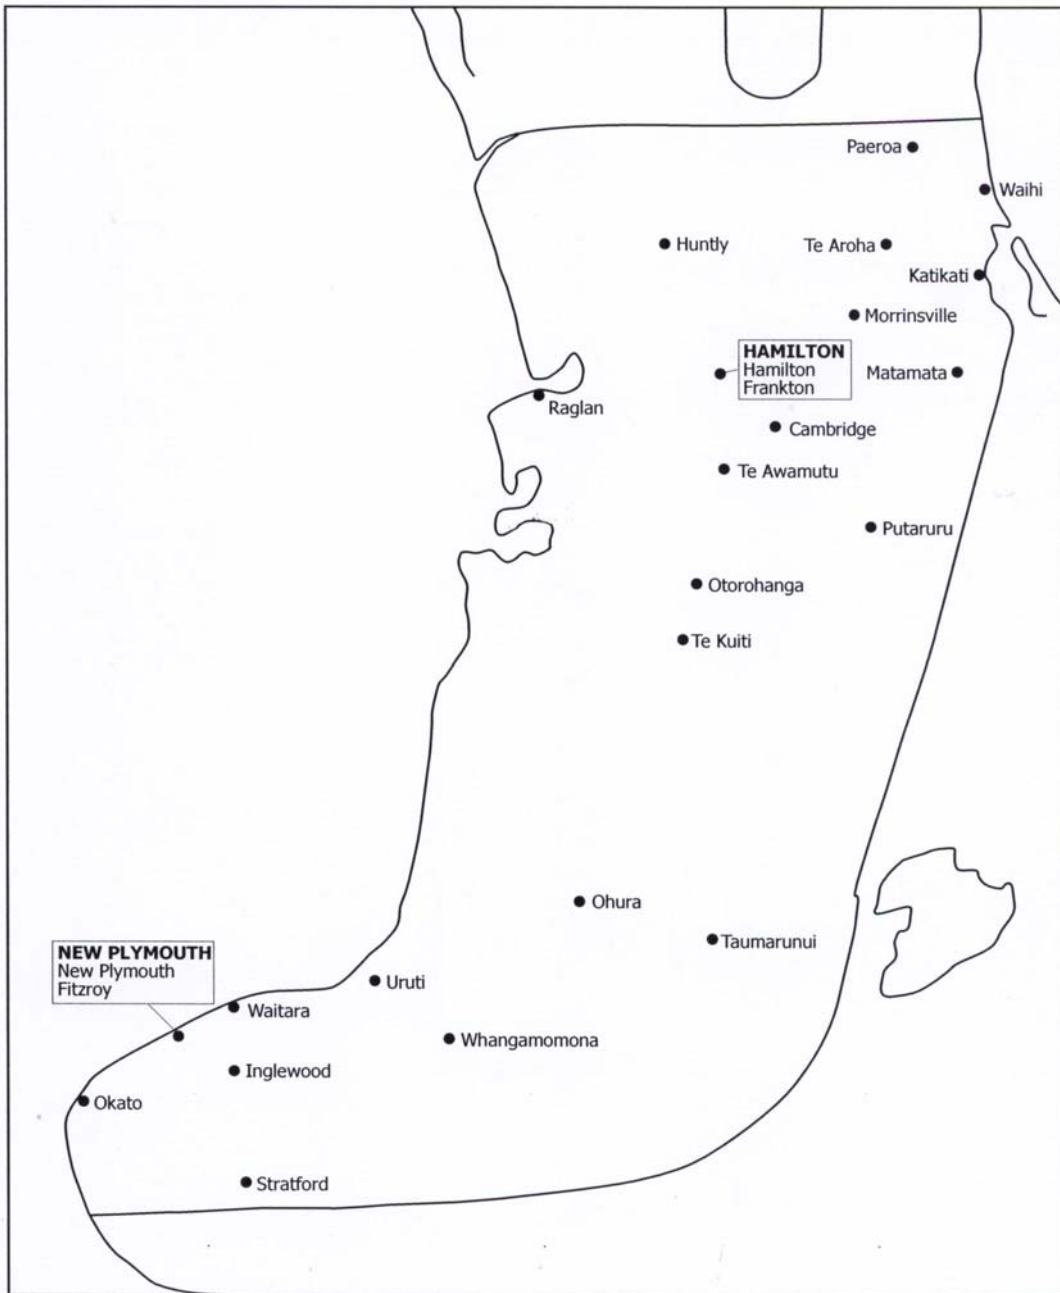 Paeroa
Waihi
Huntly
Te Aroha
Katikati
Morrinsville
HAMILTON
Hamilton
Frankton
Matamata
Raglan
Cambridge
Te Awamutu
Putaruru
Otorohanga
Te Kuiti
Ohura
Taumarunui
NEW PLYMOUTH
New Plymouth
Fitzroy
Uruti
Waitara
Whangamomona
Inglewood
Okato
Stratford